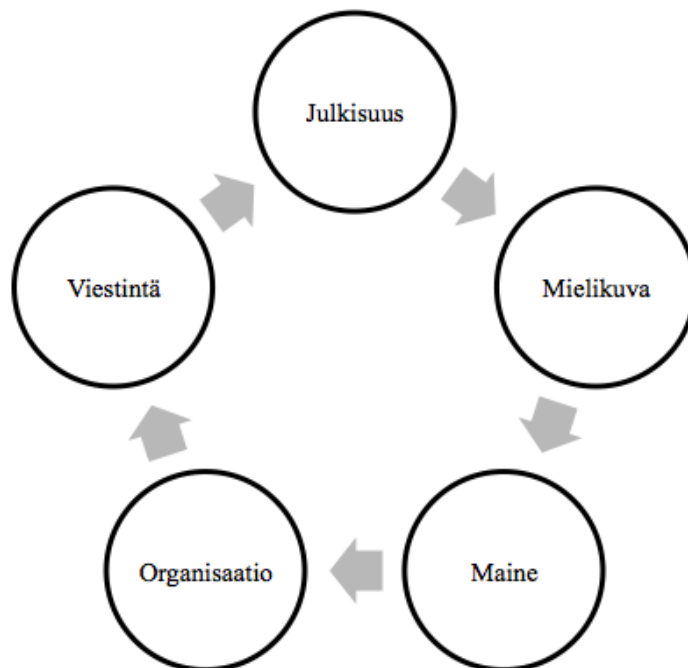 Julkisuus
Mielikuva
Maine
Organisaatio
Viestintä